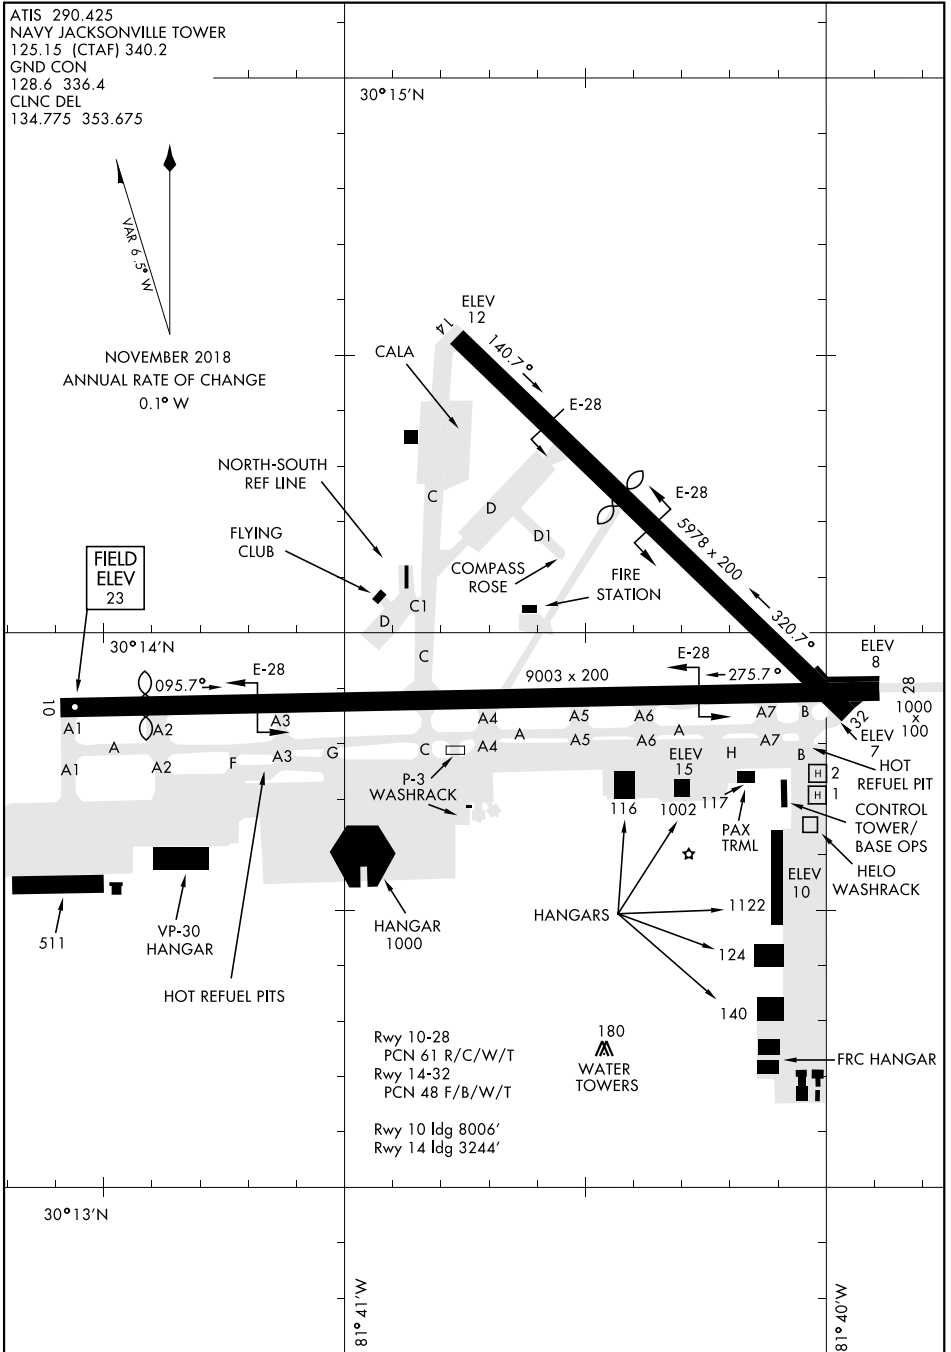 ATIS 290.425
NAVY JACKSONVILLE TOWER
125.15 (CTAF) 340.2
GND CON
128.6 336.4
CLNC DEL
134.775 353.675
30°15'N
VAR 6.5° W
NOVEMBER 2018
ANNUAL RATE OF CHANGE
0.1° W
ELEV
12
14
140.7°
CALA
E-28
NORTH-SOUTH
REF LINE
E-28
C
D
5978 x 200
FLYING
CLUB
D1
COMPASS
ROSE
FIRE
STATION
FIELD
ELEV
23
C1
D
320.7°
30°14'N
C
E-28
E-28
ELEV
8
095.7°
9003 x 200
275.7°
10
28
1000
x
100
A1
A2
A3
A4
A5
A6
A
A7
B
32
ELEV
7
A
A
A1
A2
F
A3
G
C
A4
A5
A6
ELEV
15
H
A7
B
HOT
REFUEL PIT
P-3
WASHRACK
H
2
H
1
116
1002
117
PAX
TRML
CONTROL
TOWER/
BASE OPS
ELEV
10
HELO
WASHRACK
511
VP-30
HANGAR
HANGAR
1000
HANGARS
1122
124
140
HOT REFUEL PITS
Rwy 10-28
PCN 61 R/C/W/T
Rwy 14-32
PCN 48 F/B/W/T
Rwy 10 ldg 8006'
Rwy 14 ldg 3244'
180
WATER
TOWERS
FRC HANGAR
30°13'N
81°41'W
81°40'W